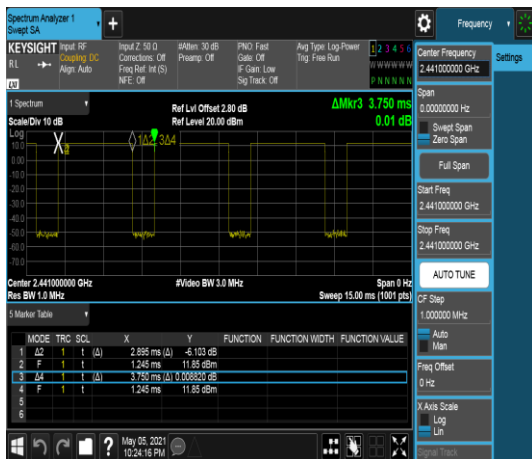 Spectrum Analyzer 1
Swept SA
Frequency
KEYSIGHT
RL
LXI
Input: RF
Coupling: DC
Align: Auto
Input Z: 50 Ω
Corrections: Off
Freq Ref: Int (S)
NFE: Off
#Atten: 30 dB
Preamp: Off
PNO: Fast
Gate: Off
IF Gain: Low
Sig Track: Off
Avg Type: Log-Power
Trig: Free Run
1 2 3 4 5 6
W W W W W W
P N N N N N
Center Frequency
2.441000000 GHz
Settings
Span
0.00000000 Hz
Swept Span
Zero Span
Full Span
Start Freq
2.441000000 GHz
Stop Freq
2.441000000 GHz
AUTO TUNE
CF Step
1.000000 MHz
Auto
Man
Freq Offset
0 Hz
X Axis Scale
Log
Lin
Signal Track
1 Spectrum
Scale/Div 10 dB
Ref Lvl Offset 2.80 dB
Ref Level 20.00 dBm
ΔMkr3 3.750 ms
0.01 dB
Log
10.0
0.00
-10.0
-20.0
-30.0
-40.0
-50.0
-60.0
-70.0
1Δ2 3Δ4
Center 2.441000000 GHz
Res BW 1.0 MHz
#Video BW 3.0 MHz
Span 0 Hz
Sweep 15.00 ms (1001 pts)
5 Marker Table
MODE TRC SCL X Y FUNCTION FUNCTION WIDTH FUNCTION VALUE
1 Δ2 1 t (Δ) 2.895 ms (Δ) -6.103 dB
2 F 1 t 1.245 ms 11.85 dBm
3 Δ4 1 t (Δ) 3.750 ms (Δ) 0.008820 dB
4 F 1 t 1.245 ms 11.85 dBm
5
6
?
May 05, 2021
10:24:16 PM